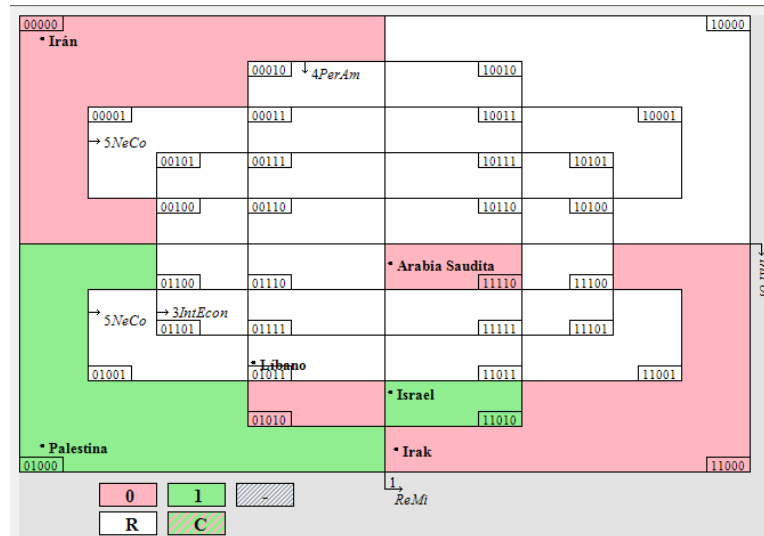 00000
10000
• Irán
00010
4PerAm
10010
00001
00011
10011
10001
5NeCo
00101
00111
10111
10101
00100
00110
10110
10100
• Arabia Saudita
01100
01110
11110
11100
5NeCo
3IntEcon
01101
01111
11111
11101
• Líbano
01001
01011
11011
11001
• Israel
01010
11010
• Palestina
• Irak
01000
11000
0
1
-
1
ReMi
R
C